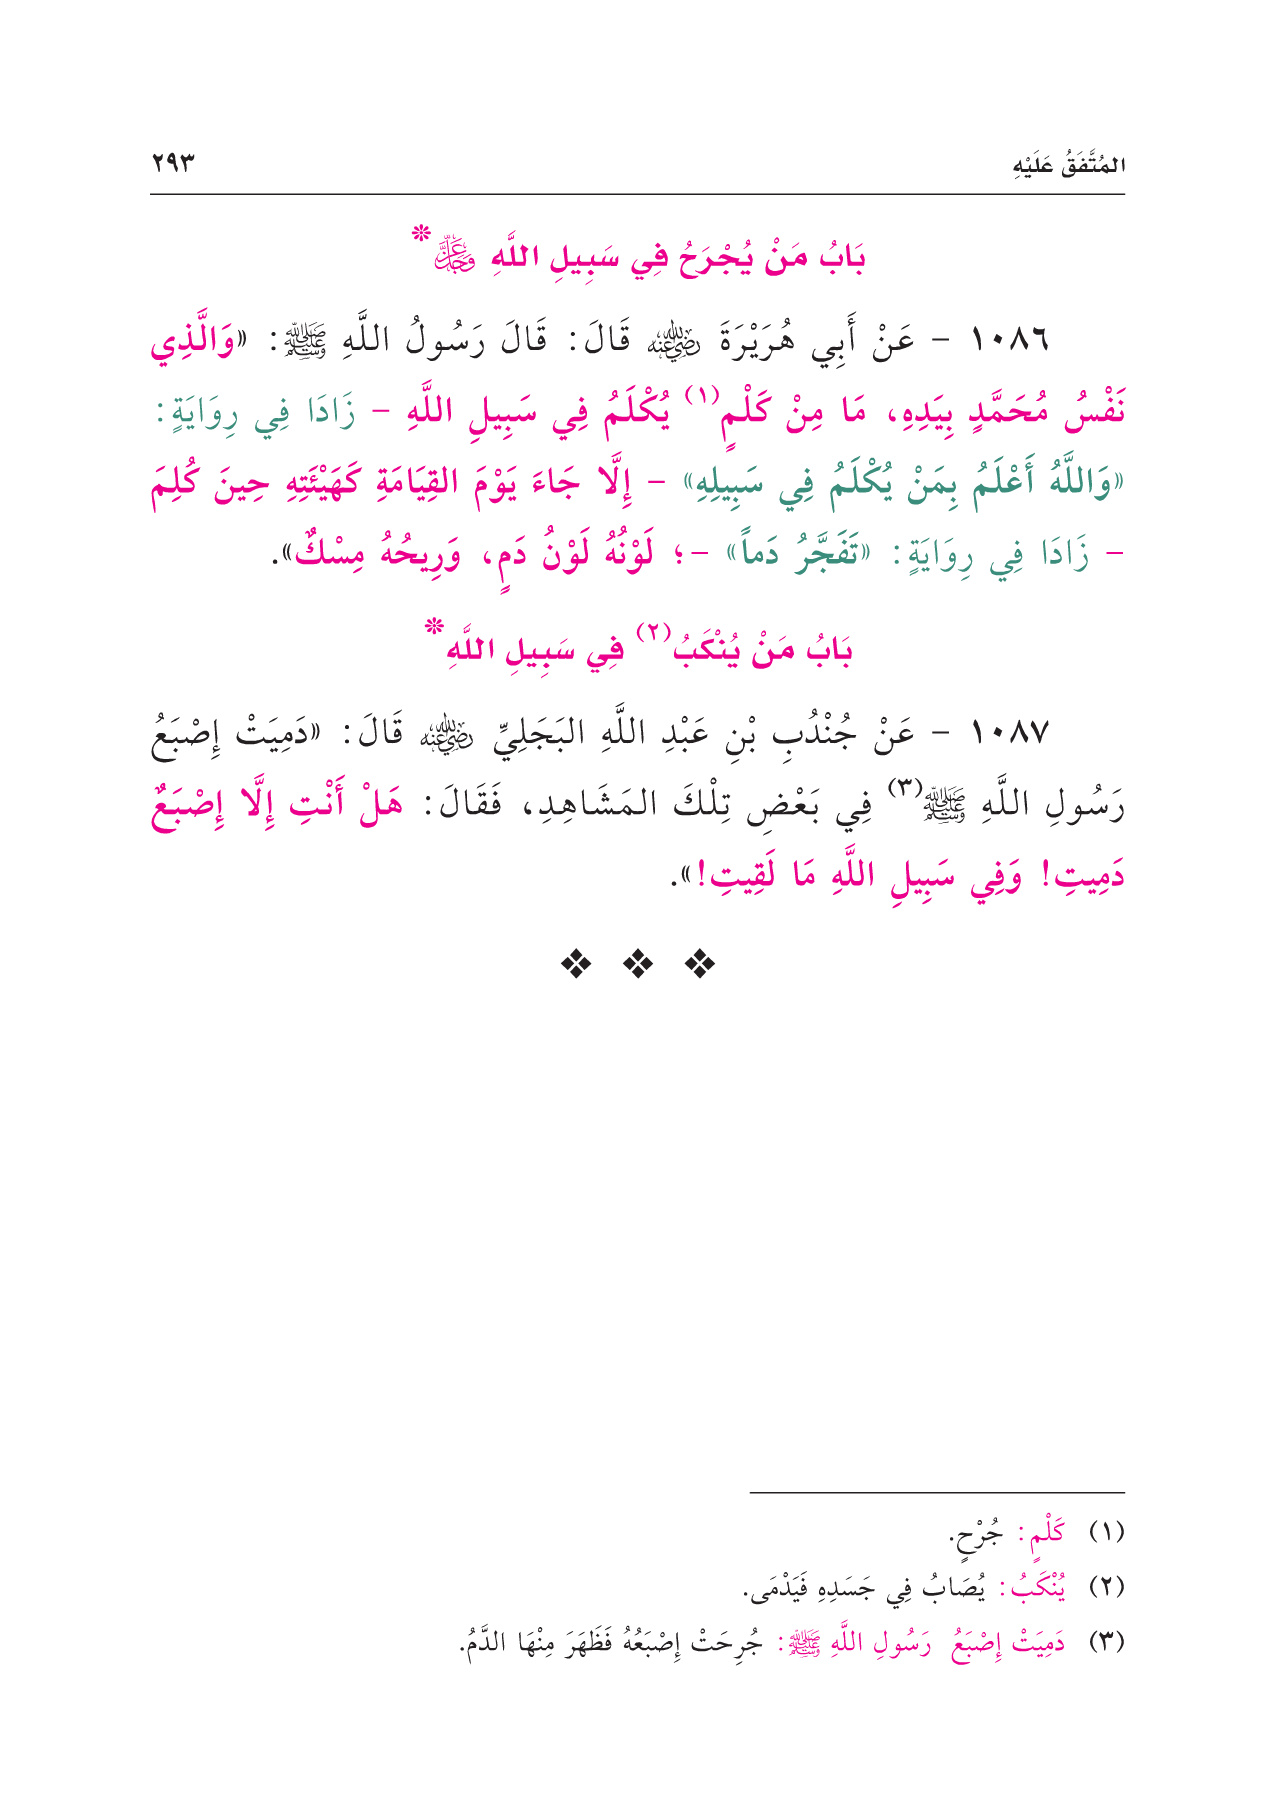 المُتَّفَقُ عَلَيْهِ ٢٩٣
بَابُ مَنْ يُجْرَحُ فِي سَبِيلِ اللَّهِ عَزَّ وَجَلَّ*
١٠٨٦ - عَنْ أَبِي هُرَيْرَةَ رضي الله عنه قَالَ: قَالَ رَسُولُ اللَّهِ ﷺ: «وَالَّذِي
نَفْسُ مُحَمَّدٍ بِيَدِهِ، مَا مِنْ كَلْمٍ(١) يُكْلَمُ فِي سَبِيلِ اللَّهِ - زَادَا فِي رِوَايَةٍ:
«وَاللَّهُ أَعْلَمُ بِمَنْ يُكْلَمُ فِي سَبِيلِهِ» - إِلَّا جَاءَ يَوْمَ القِيَامَةِ كَهَيْئَتِهِ حِينَ كُلِمَ
- زَادَا فِي رِوَايَةٍ: «تَفَجَّرُ دَماً» -؛ لَوْنُهُ لَوْنُ دَمٍ، وَرِيحُهُ مِسْكٌ».
بَابُ مَنْ يُنْكَبُ(٢) فِي سَبِيلِ اللَّهِ*
١٠٨٧ - عَنْ جُنْدُبِ بْنِ عَبْدِ اللَّهِ البَجَلِيِّ رضي الله عنه قَالَ: «دَمِيَتْ إِصْبَعُ
رَسُولِ اللَّهِ ﷺ(٣) فِي بَعْضِ تِلْكَ المَشَاهِدِ، فَقَالَ: هَلْ أَنْتِ إِلَّا إِصْبَعٌ
دَمِيتِ! وَفِي سَبِيلِ اللَّهِ مَا لَقِيتِ!».
(١) كَلْمٍ: جُرْحٍ.
(٢) يُنْكَبُ: يُصَابُ فِي جَسَدِهِ فَيَدْمَى.
(٣) دَمِيَتْ إِصْبَعُ رَسُولِ اللَّهِ ﷺ: جُرِحَتْ إِصْبَعُهُ فَظَهَرَ مِنْهَا الدَّمُ.